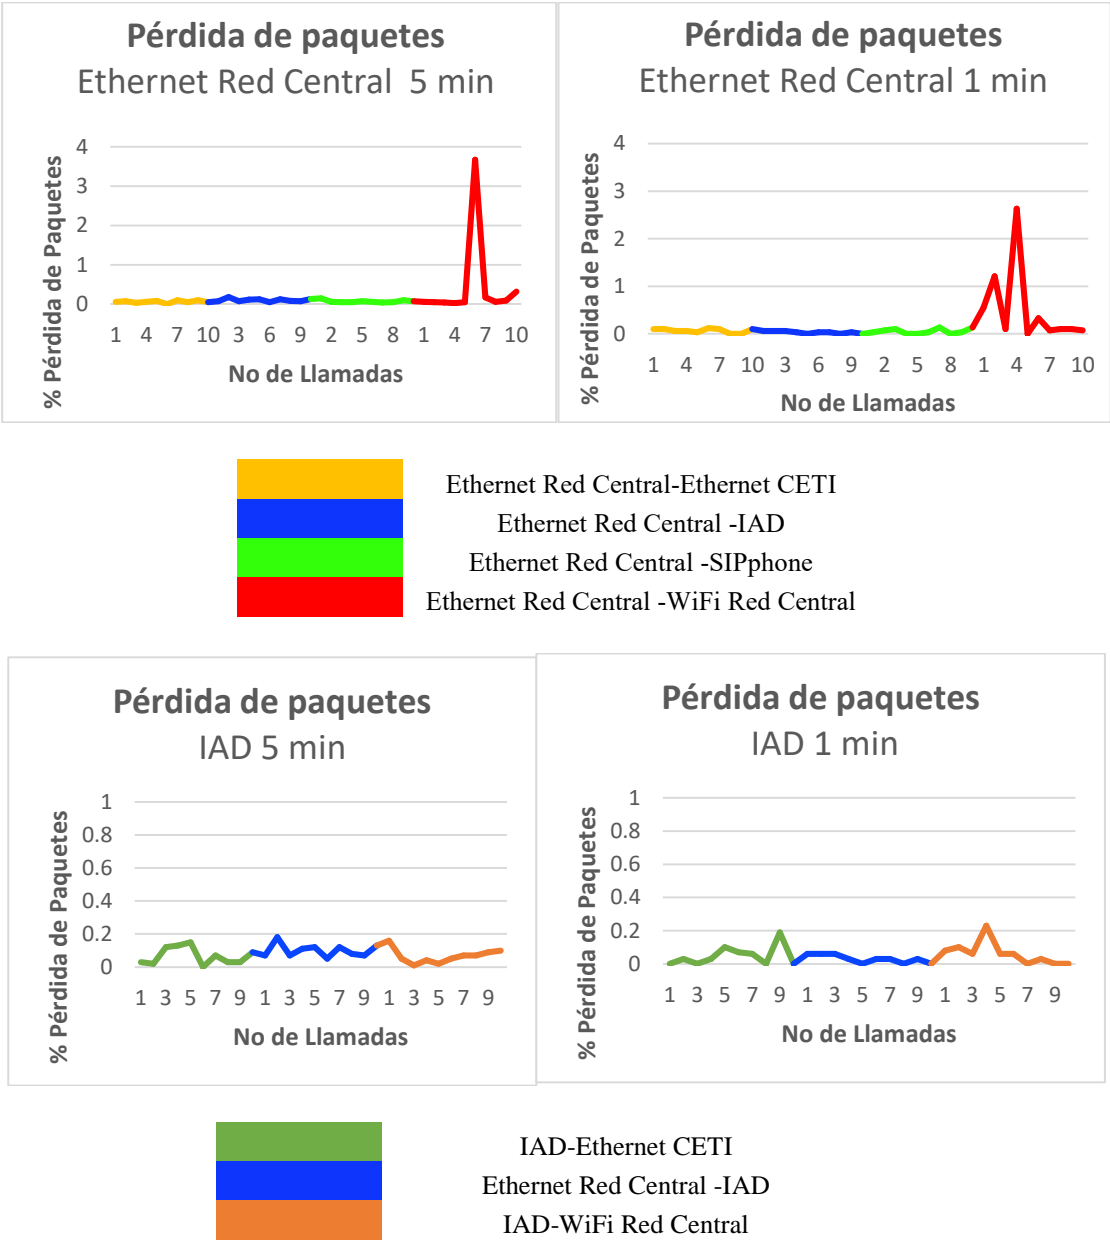 Pérdida de paquetes
Ethernet Red Central 5 min
% Pérdida de Paquetes
4
3
2
1
0
1 4 7 10 3 6 9 2 5 8 1 4 7 10
No de Llamadas
Pérdida de paquetes
Ethernet Red Central 1 min
% Pérdida de Paquetes
4
3
2
1
0
1 4 7 10 3 6 9 2 5 8 1 4 7 10
No de Llamadas
Ethernet Red Central-Ethernet CETI
Ethernet Red Central -IAD
Ethernet Red Central -SIPphone
Ethernet Red Central -WiFi Red Central
Pérdida de paquetes
IAD 5 min
% Pérdida de Paquetes
1
0.8
0.6
0.4
0.2
0
1 3 5 7 9 1 3 5 7 9 1 3 5 7 9
No de Llamadas
Pérdida de paquetes
IAD 1 min
% Pérdida de Paquetes
1
0.8
0.6
0.4
0.2
0
1 3 5 7 9 1 3 5 7 9 1 3 5 7 9
No de Llamadas
IAD-Ethernet CETI
Ethernet Red Central -IAD
IAD-WiFi Red Central